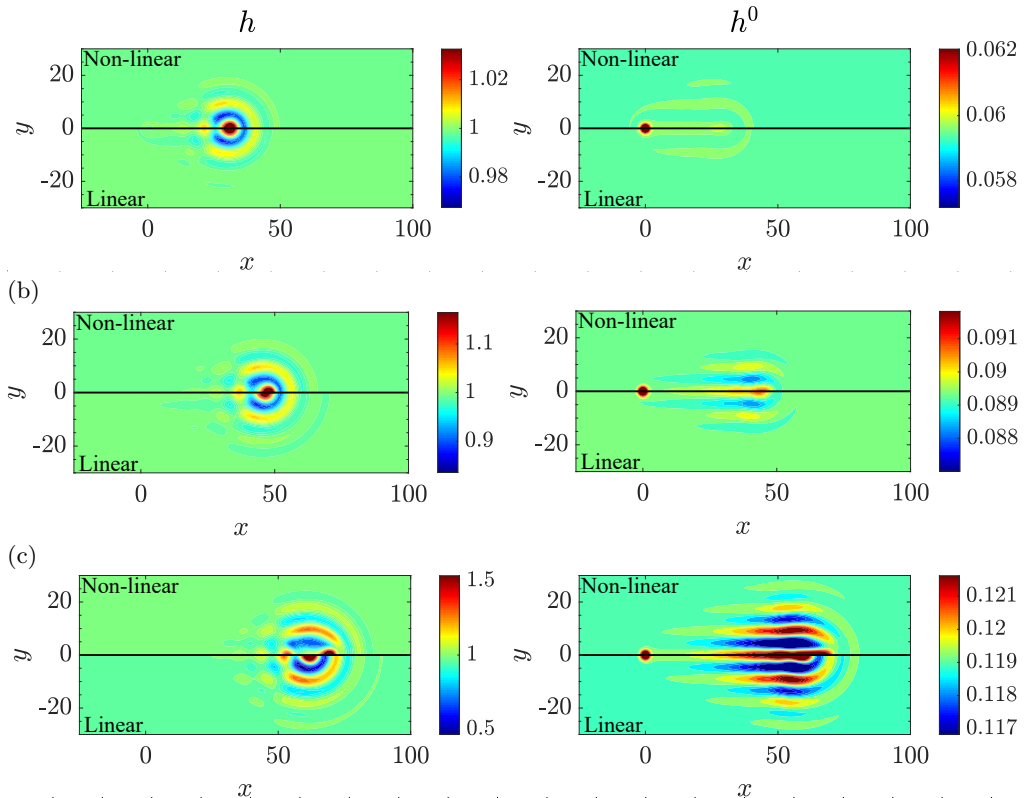 h h⁰
Non-linear
Linear
20
0
-20
y
0 50 100
x
1.02
1
0.98
Non-linear
Linear
20
0
-20
y
0 50 100
x
0.062
0.06
0.058
(b)
Non-linear
Linear
20
0
-20
y
0 50 100
x
1.1
1
0.9
Non-linear
Linear
20
0
-20
y
0 50 100
x
0.091
0.09
0.089
0.088
(c)
Non-linear
Linear
20
0
-20
y
0 50 100
x
1.5
1
0.5
Non-linear
Linear
20
0
-20
y
0 50 100
x
0.121
0.12
0.119
0.118
0.117